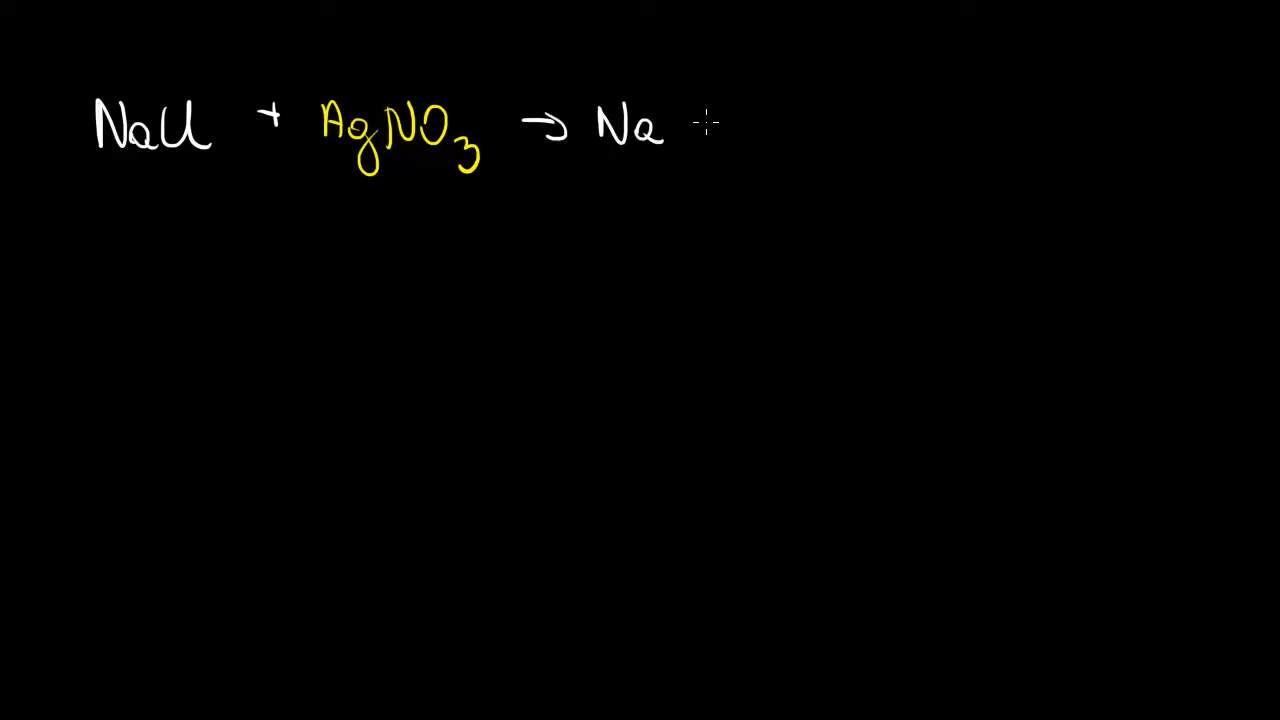 NaCl + AgNO₃ → Na